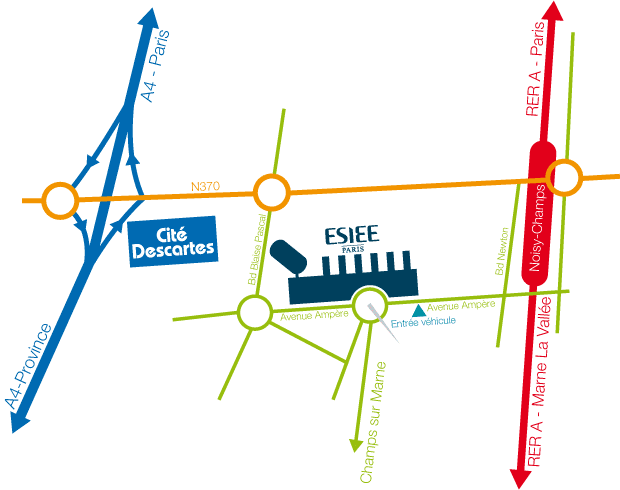 A4 - Paris
RER A - Paris
N370
Noisy-Champs
Cité
Descartes
Bd Blaise Pascal
ESIEE
PARIS
Bd Newton
Avenue Ampère
Avenue Ampère
Entrée véhicule
A4-Province
Champs sur Marne
RER A - Marne La Vallée